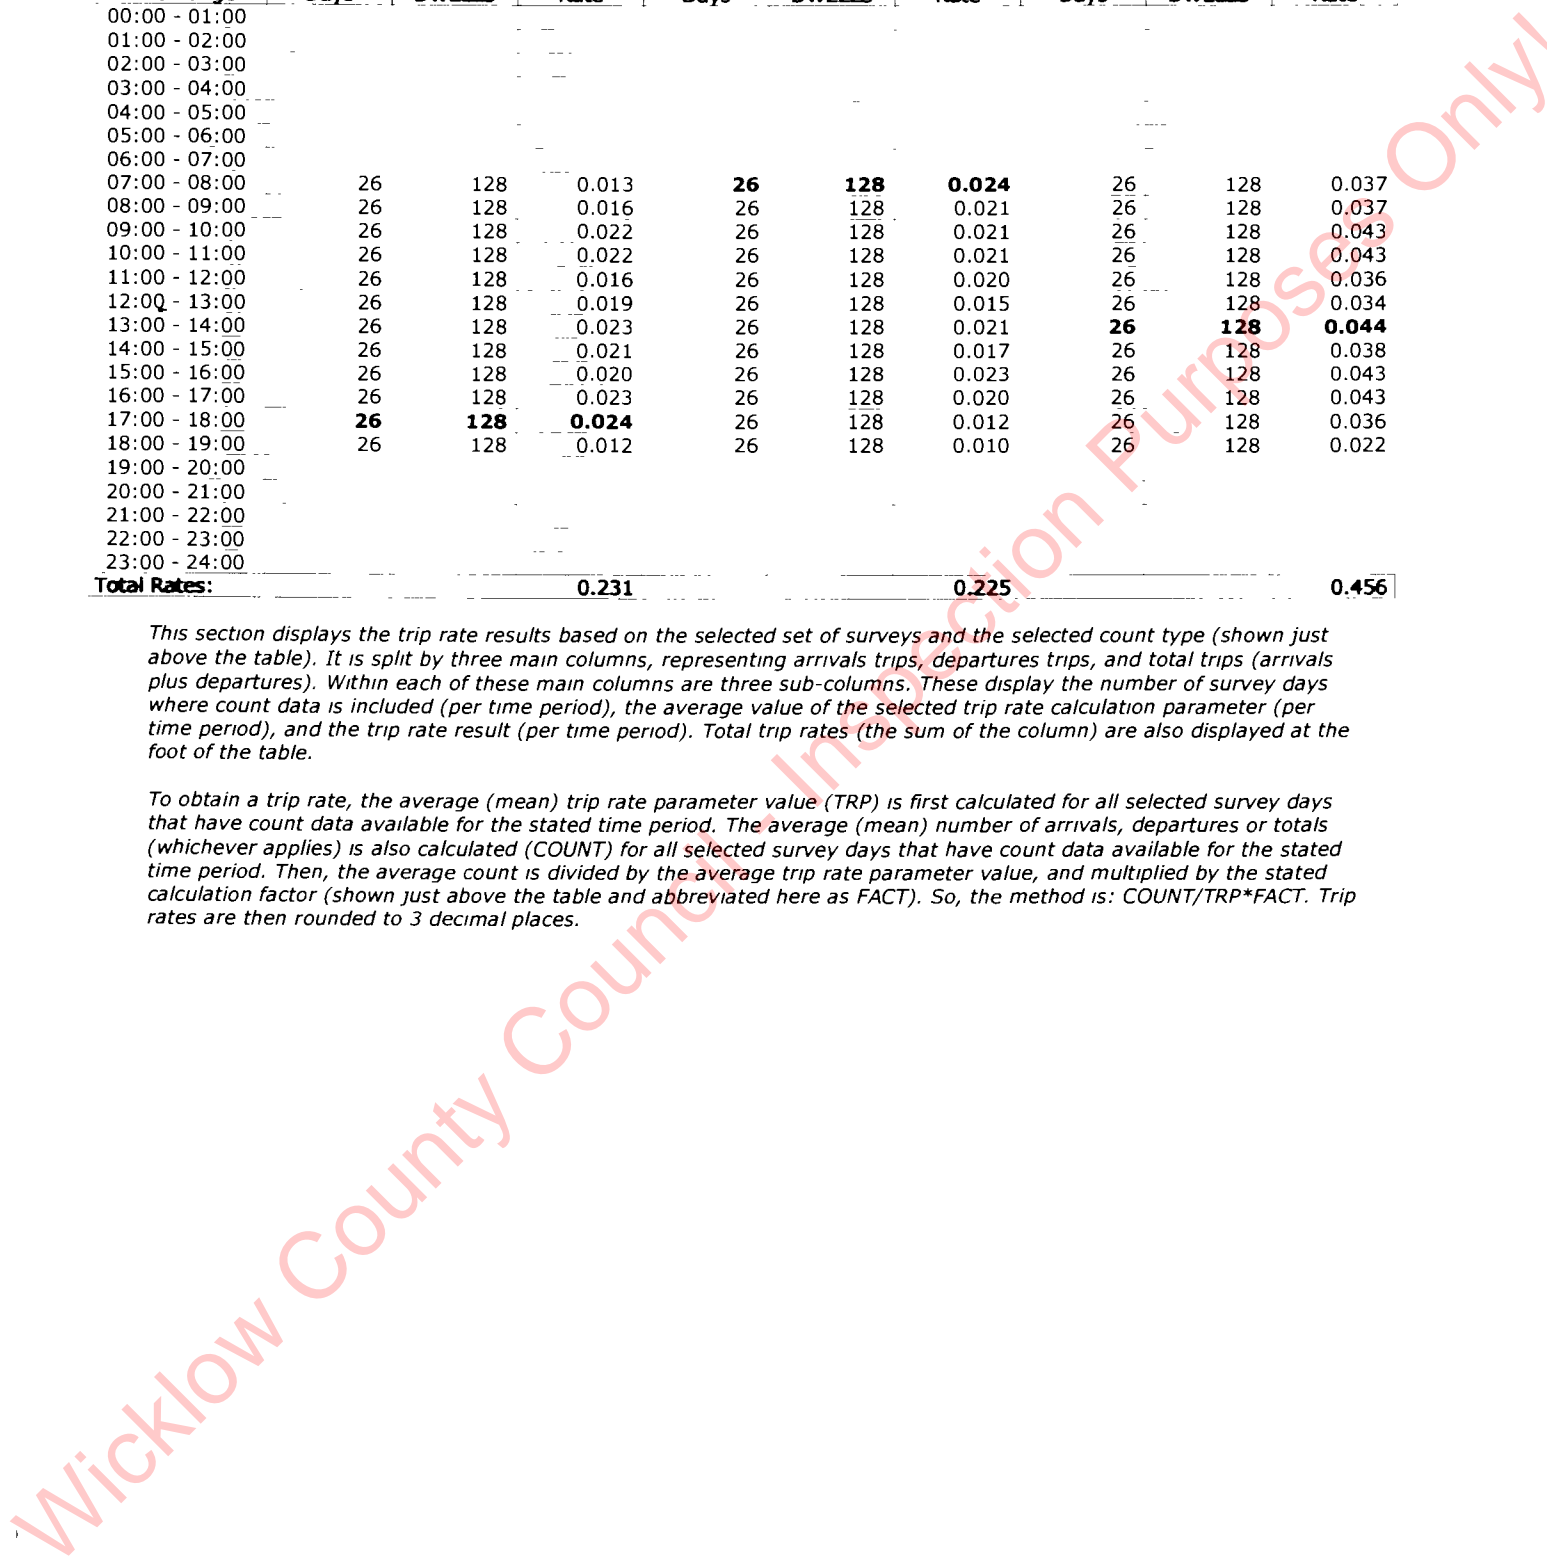 00:00 - 01:00
01:00 - 02:00
02:00 - 03:00
03:00 - 04:00
04:00 - 05:00
05:00 - 06:00
06:00 - 07:00
07:00 - 08:00 26 128 0.013 26 128 0.024 26 128 0.037
08:00 - 09:00 26 128 0.016 26 128 0.021 26 128 0.037
09:00 - 10:00 26 128 0.022 26 128 0.021 26 128 0.043
10:00 - 11:00 26 128 0.022 26 128 0.021 26 128 0.043
11:00 - 12:00 26 128 0.016 26 128 0.020 26 128 0.036
12:00 - 13:00 26 128 0.019 26 128 0.015 26 128 0.034
13:00 - 14:00 26 128 0.023 26 128 0.021 26 128 0.044
14:00 - 15:00 26 128 0.021 26 128 0.017 26 128 0.038
15:00 - 16:00 26 128 0.020 26 128 0.023 26 128 0.043
16:00 - 17:00 26 128 0.023 26 128 0.020 26 128 0.043
17:00 - 18:00 26 128 0.024 26 128 0.012 26 128 0.036
18:00 - 19:00 26 128 0.012 26 128 0.010 26 128 0.022
19:00 - 20:00
20:00 - 21:00
21:00 - 22:00
22:00 - 23:00
23:00 - 24:00
Total Rates: 0.231 0.225 0.456
This section displays the trip rate results based on the selected set of surveys and the selected count type (shown just
above the table). It is split by three main columns, representing arrivals trips, departures trips, and total trips (arrivals
plus departures). Within each of these main columns are three sub-columns. These display the number of survey days
where count data is included (per time period), the average value of the selected trip rate calculation parameter (per
time period), and the trip rate result (per time period). Total trip rates (the sum of the column) are also displayed at the
foot of the table.
To obtain a trip rate, the average (mean) trip rate parameter value (TRP) is first calculated for all selected survey days
that have count data available for the stated time period. The average (mean) number of arrivals, departures or totals
(whichever applies) is also calculated (COUNT) for all selected survey days that have count data available for the stated
time period. Then, the average count is divided by the average trip rate parameter value, and multiplied by the stated
calculation factor (shown just above the table and abbreviated here as FACT). So, the method is: COUNT/TRP*FACT. Trip
rates are then rounded to 3 decimal places.
Wicklow County Council - Inspection Purposes Only!